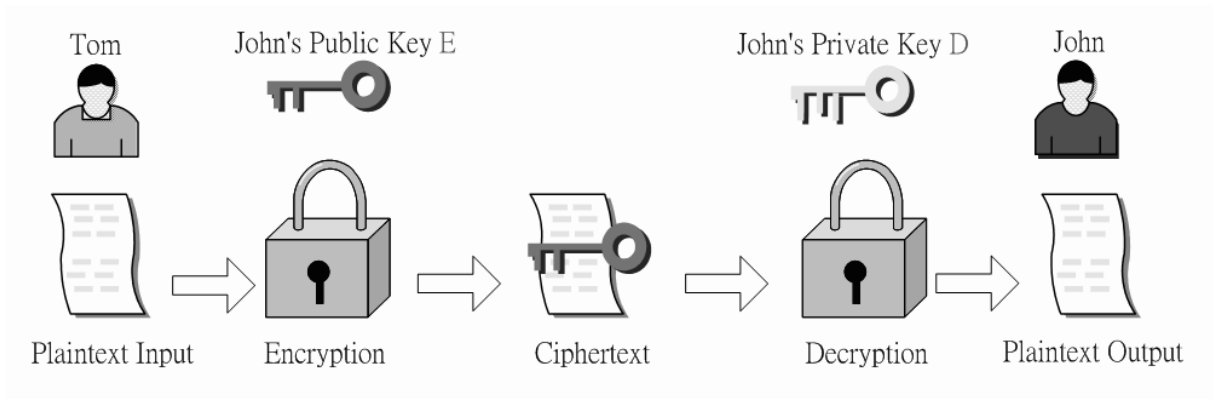 Tom
John's Public Key E
John's Private Key D
John
Plaintext Input
Encryption
Ciphertext
Decryption
Plaintext Output